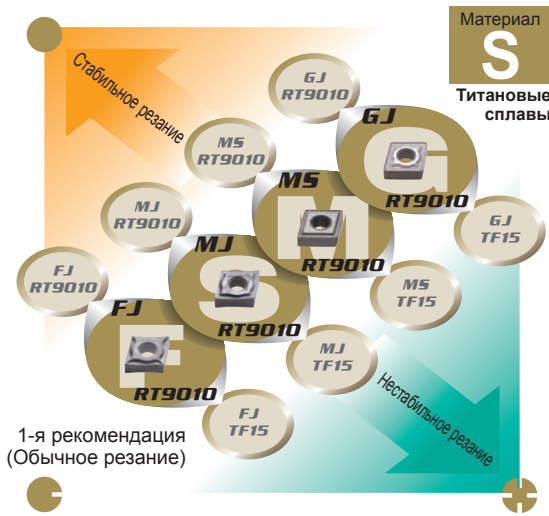 Материал
S
Титановые
сплавы
Стабильное резание
GJ
RT9010
MS
RT9010
MJ
RT9010
FJ
RT9010
GJ
G
RT9010
MS
M
RT9010
MJ
S
RT9010
FJ
F
RT9010
GJ
TF15
MS
TF15
MJ
TF15
FJ
TF15
Нестабильное резание
1-я рекомендация
(Обычное резание)